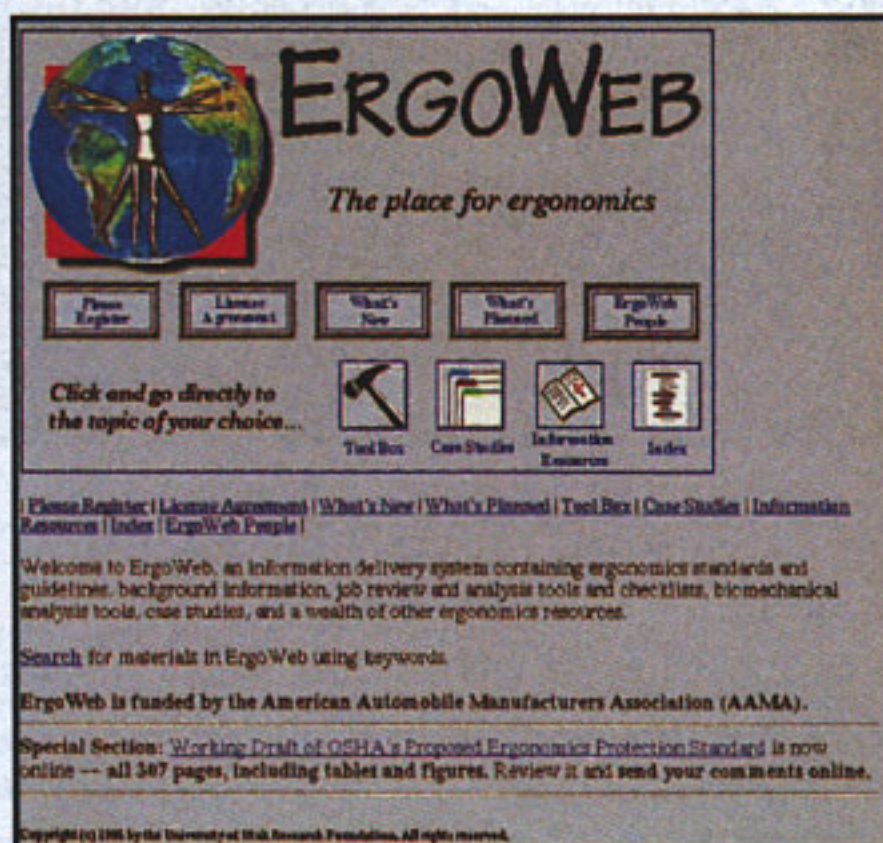 ERGOWEB
The place for ergonomics
Please
Register
License
Agreement
What's
New
What's
Planned
ErgoWeb
People
Click and go directly to
the topic of your choice...
Tool Box
Case Studies
Information
Resources
Index
| Please Register | License Agreement | What's New | What's Planned | Tool Box | Case Studies | Information
Resources | Index | ErgoWeb People |
Welcome to ErgoWeb, an information delivery system containing ergonomics standards and
guidelines, background information, job review and analysis tools and checklists, biomechanical
analysis tools, case studies, and a wealth of other ergonomics resources.
Search for materials in ErgoWeb using keywords.
ErgoWeb is funded by the American Automobile Manufacturers Association (AAMA).
Special Section: Working Draft of OSHA's Proposed Ergonomics Protection Standard is now
online -- all 307 pages, including tables and figures. Review it and send your comments online.
Copyright (c) 1995 by the University of Utah Research Foundation. All rights reserved.